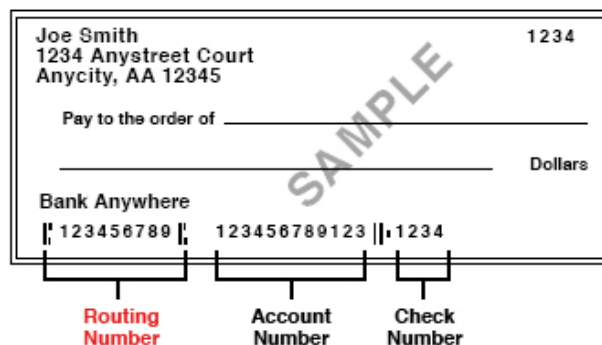 Joe Smith 1234
1234 Anystreet Court
Anycity, AA 12345
SAMPLE
Pay to the order of
Dollars
Bank Anywhere
123456789 123456789123 1234
Routing Account Check
Number Number Number